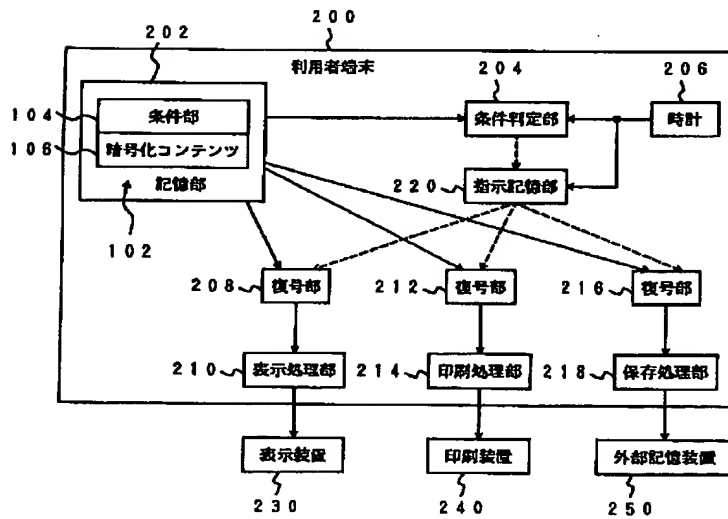 200
202
利用者端末
204
206
104
条件部
条件判定部
時計
106
暗号化コンテンツ
記憶部
220
指示記憶部
102
208
復号部
212
復号部
216
復号部
210
表示処理部
214
印刷処理部
218
保存処理部
表示装置
印刷装置
外部記憶装置
230
240
250